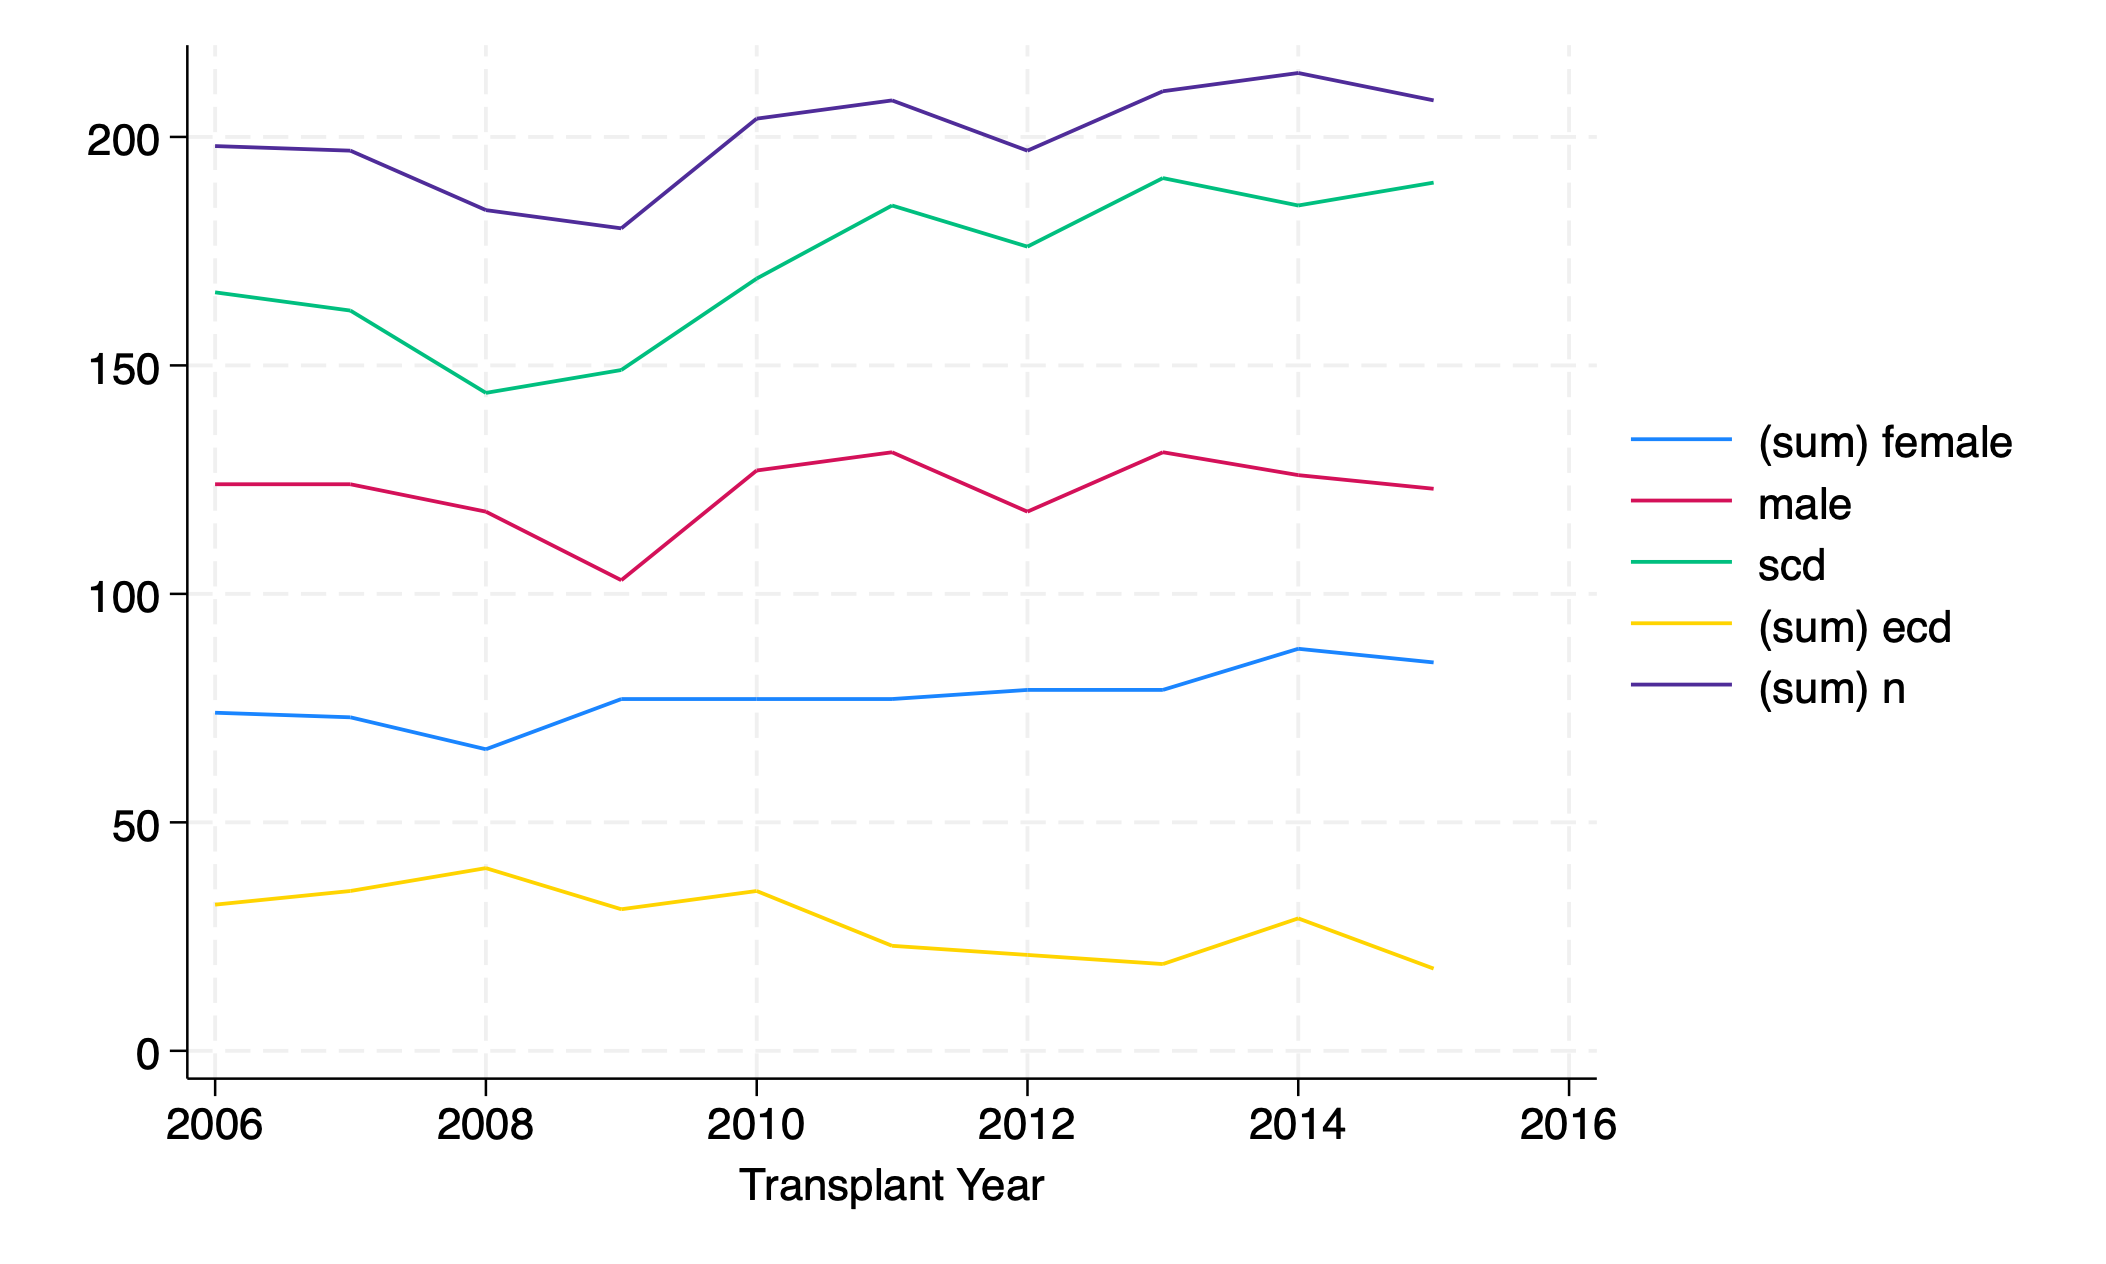 200
150
100
50
0
2006 2008 2010 2012 2014 2016
Transplant Year
(sum) female
male
scd
(sum) ecd
(sum) n